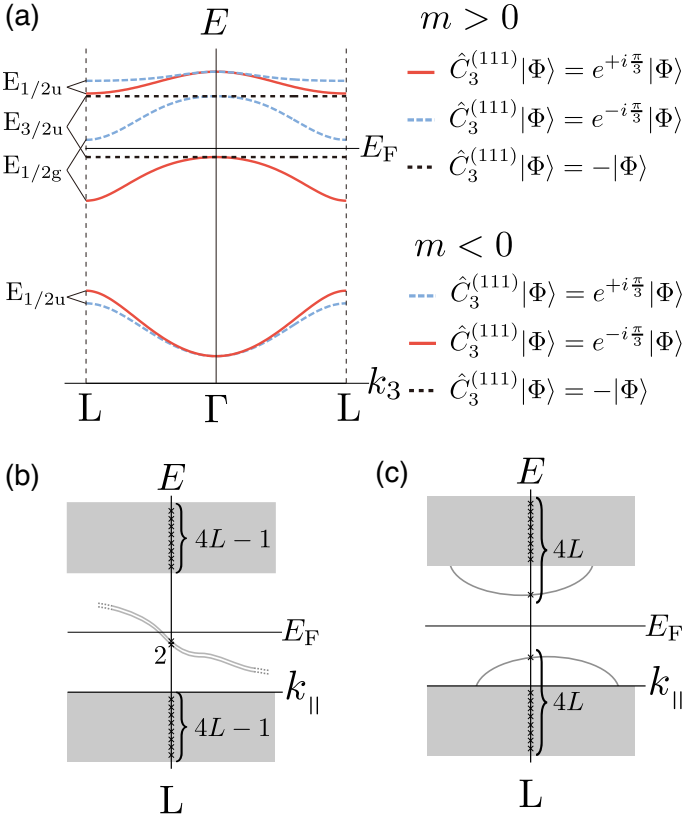 (a)
E
E1/2u
E3/2u
E1/2g
EF
E1/2u
L
Γ
L
k3
m > 0
Ĉ3(111)|Φ⟩ = e+iπ/3|Φ⟩
Ĉ3(111)|Φ⟩ = e−iπ/3|Φ⟩
Ĉ3(111)|Φ⟩ = −|Φ⟩
m < 0
Ĉ3(111)|Φ⟩ = e+iπ/3|Φ⟩
Ĉ3(111)|Φ⟩ = e−iπ/3|Φ⟩
Ĉ3(111)|Φ⟩ = −|Φ⟩
(b)
E
4L − 1
EF
2
k||
4L − 1
L
(c)
E
4L
EF
k||
4L
L